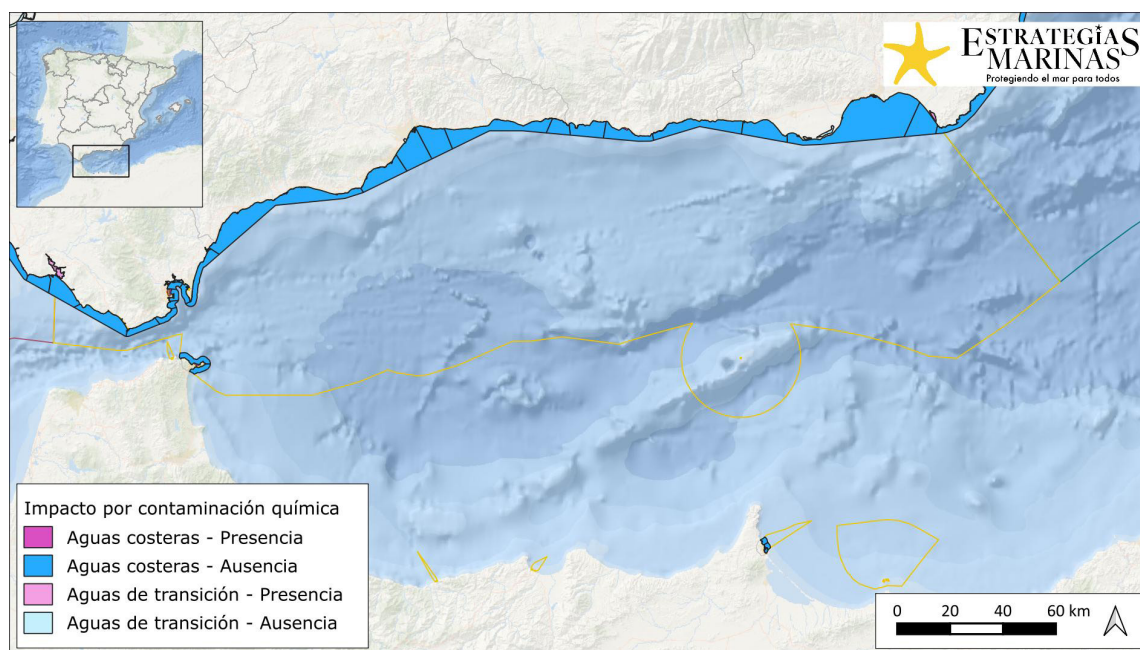 ESTRATEGIAS
MARINAS
Protegiendo el mar para todos
Impacto por contaminación química
Aguas costeras - Presencia
Aguas costeras - Ausencia
Aguas de transición - Presencia
Aguas de transición - Ausencia
0 20 40 60 km